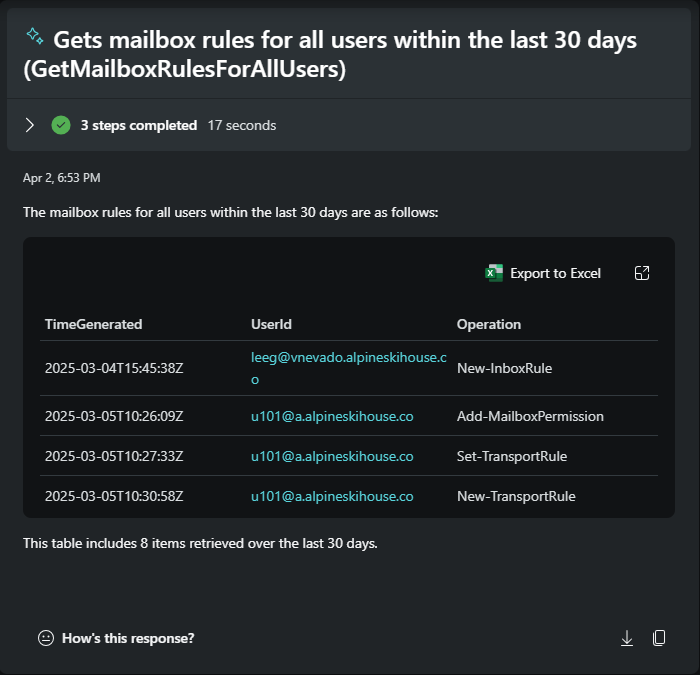 Gets mailbox rules for all users within the last 30 days
(GetMailboxRulesForAllUsers)
3 steps completed 17 seconds
Apr 2, 6:53 PM
The mailbox rules for all users within the last 30 days are as follows:
Export to Excel
TimeGenerated UserId Operation
2025-03-04T15:45:38Z leeg@vnevado.alpineskihouse.c New-InboxRule
o
2025-03-05T10:26:09Z u101@a.alpineskihouse.co Add-MailboxPermission
2025-03-05T10:27:33Z u101@a.alpineskihouse.co Set-TransportRule
2025-03-05T10:30:58Z u101@a.alpineskihouse.co New-TransportRule
This table includes 8 items retrieved over the last 30 days.
How's this response?